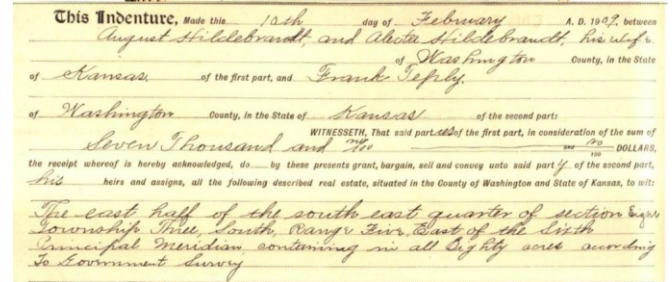 This Indenture, Made this 10th day of February A. D. 1909, between
August Hildebrandt, and Aleta Hildebrandt, his wife
of Washington County, in the State
of Kansas. of the first part, and Frank Teply.
of Washington County, in the State of Kansas of the second part:
WITNESSETH, That said parties of the first part, in consideration of the sum of
Seven Thousand and no/100 and no/100 DOLLARS,
the receipt whereof is hereby acknowledged, do by these presents grant, bargain, sell and convey unto said party of the second part,
his heirs and assigns, all the following described real estate, situated in the County of Washington and State of Kansas, to wit:
The east half of the south east quarter of section Eight
Township Three, South, Range Five, East of the Sixth
Principal Meridian, containing in all Eighty acres according
To Government Survey